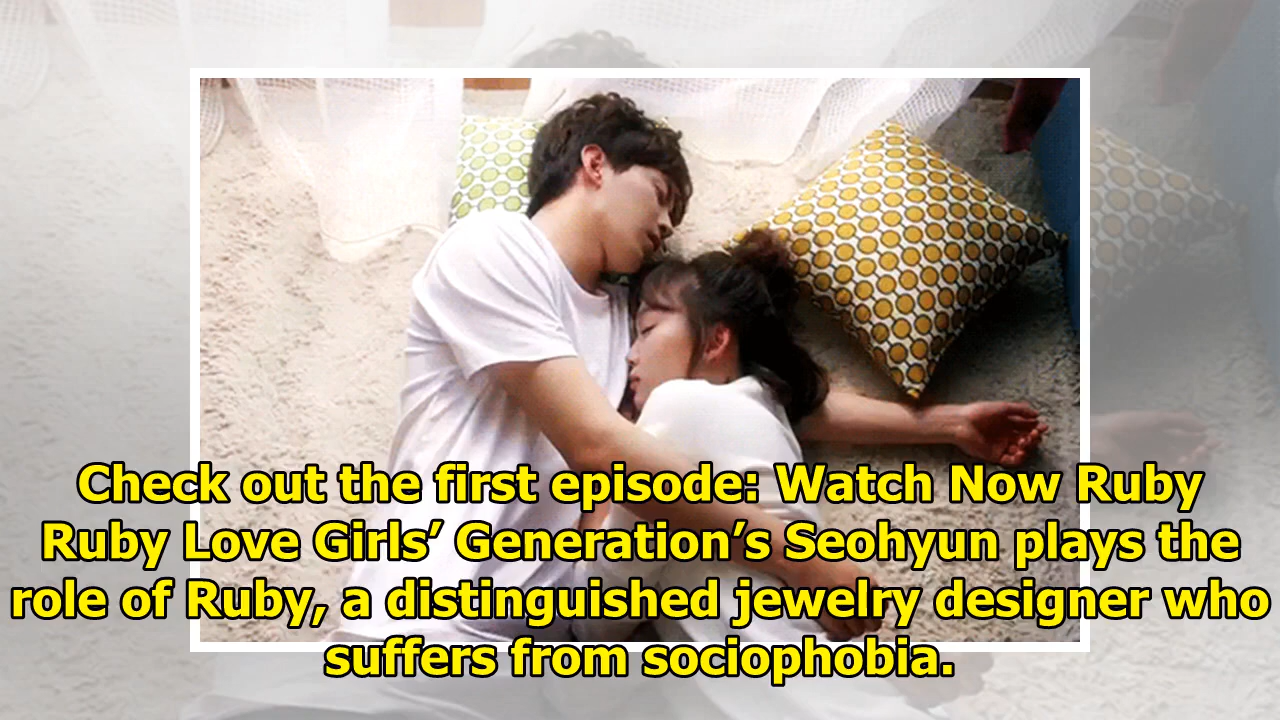 Check out the first episode: Watch Now Ruby
Ruby Love Girls’ Generation’s Seohyun plays the
role of Ruby, a distinguished jewelry designer who
suffers from sociophobia.